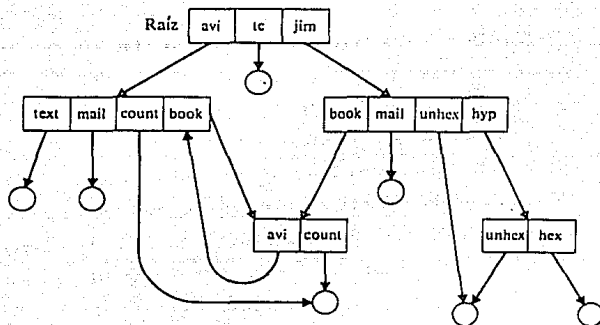 Raíz avi tc jim
text mail count book book mail unhex hyp
avi count unhex hex